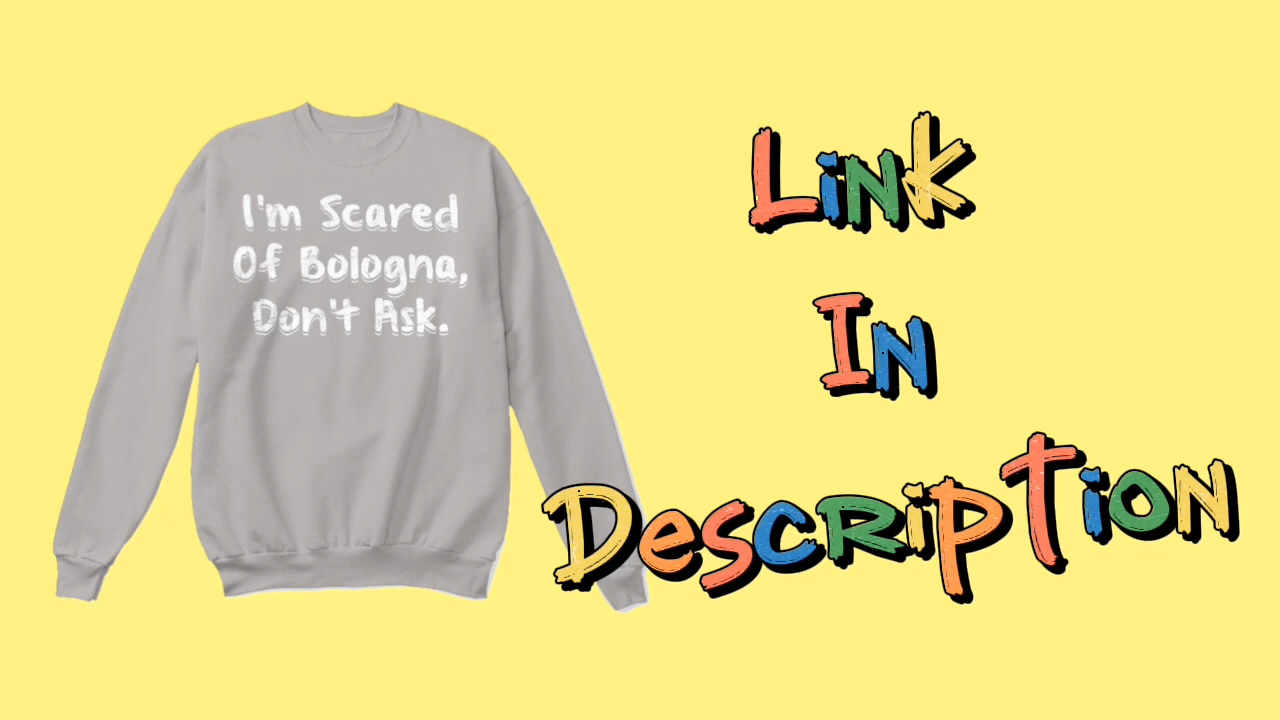 I'm Scared
Of Bologna,
Don't Ask.
Link
In
Description